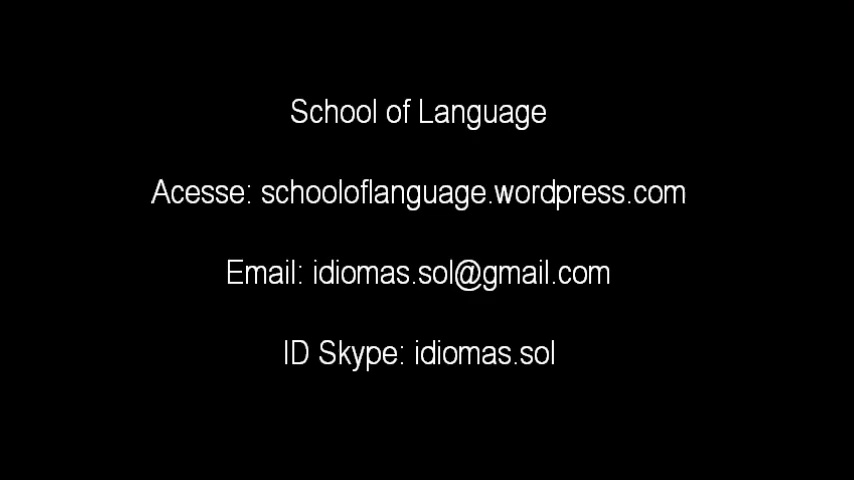 School of Language
Acesse: schooloflanguage.wordpress.com
Email: idiomas.sol@gmail.com
ID Skype: idiomas.sol